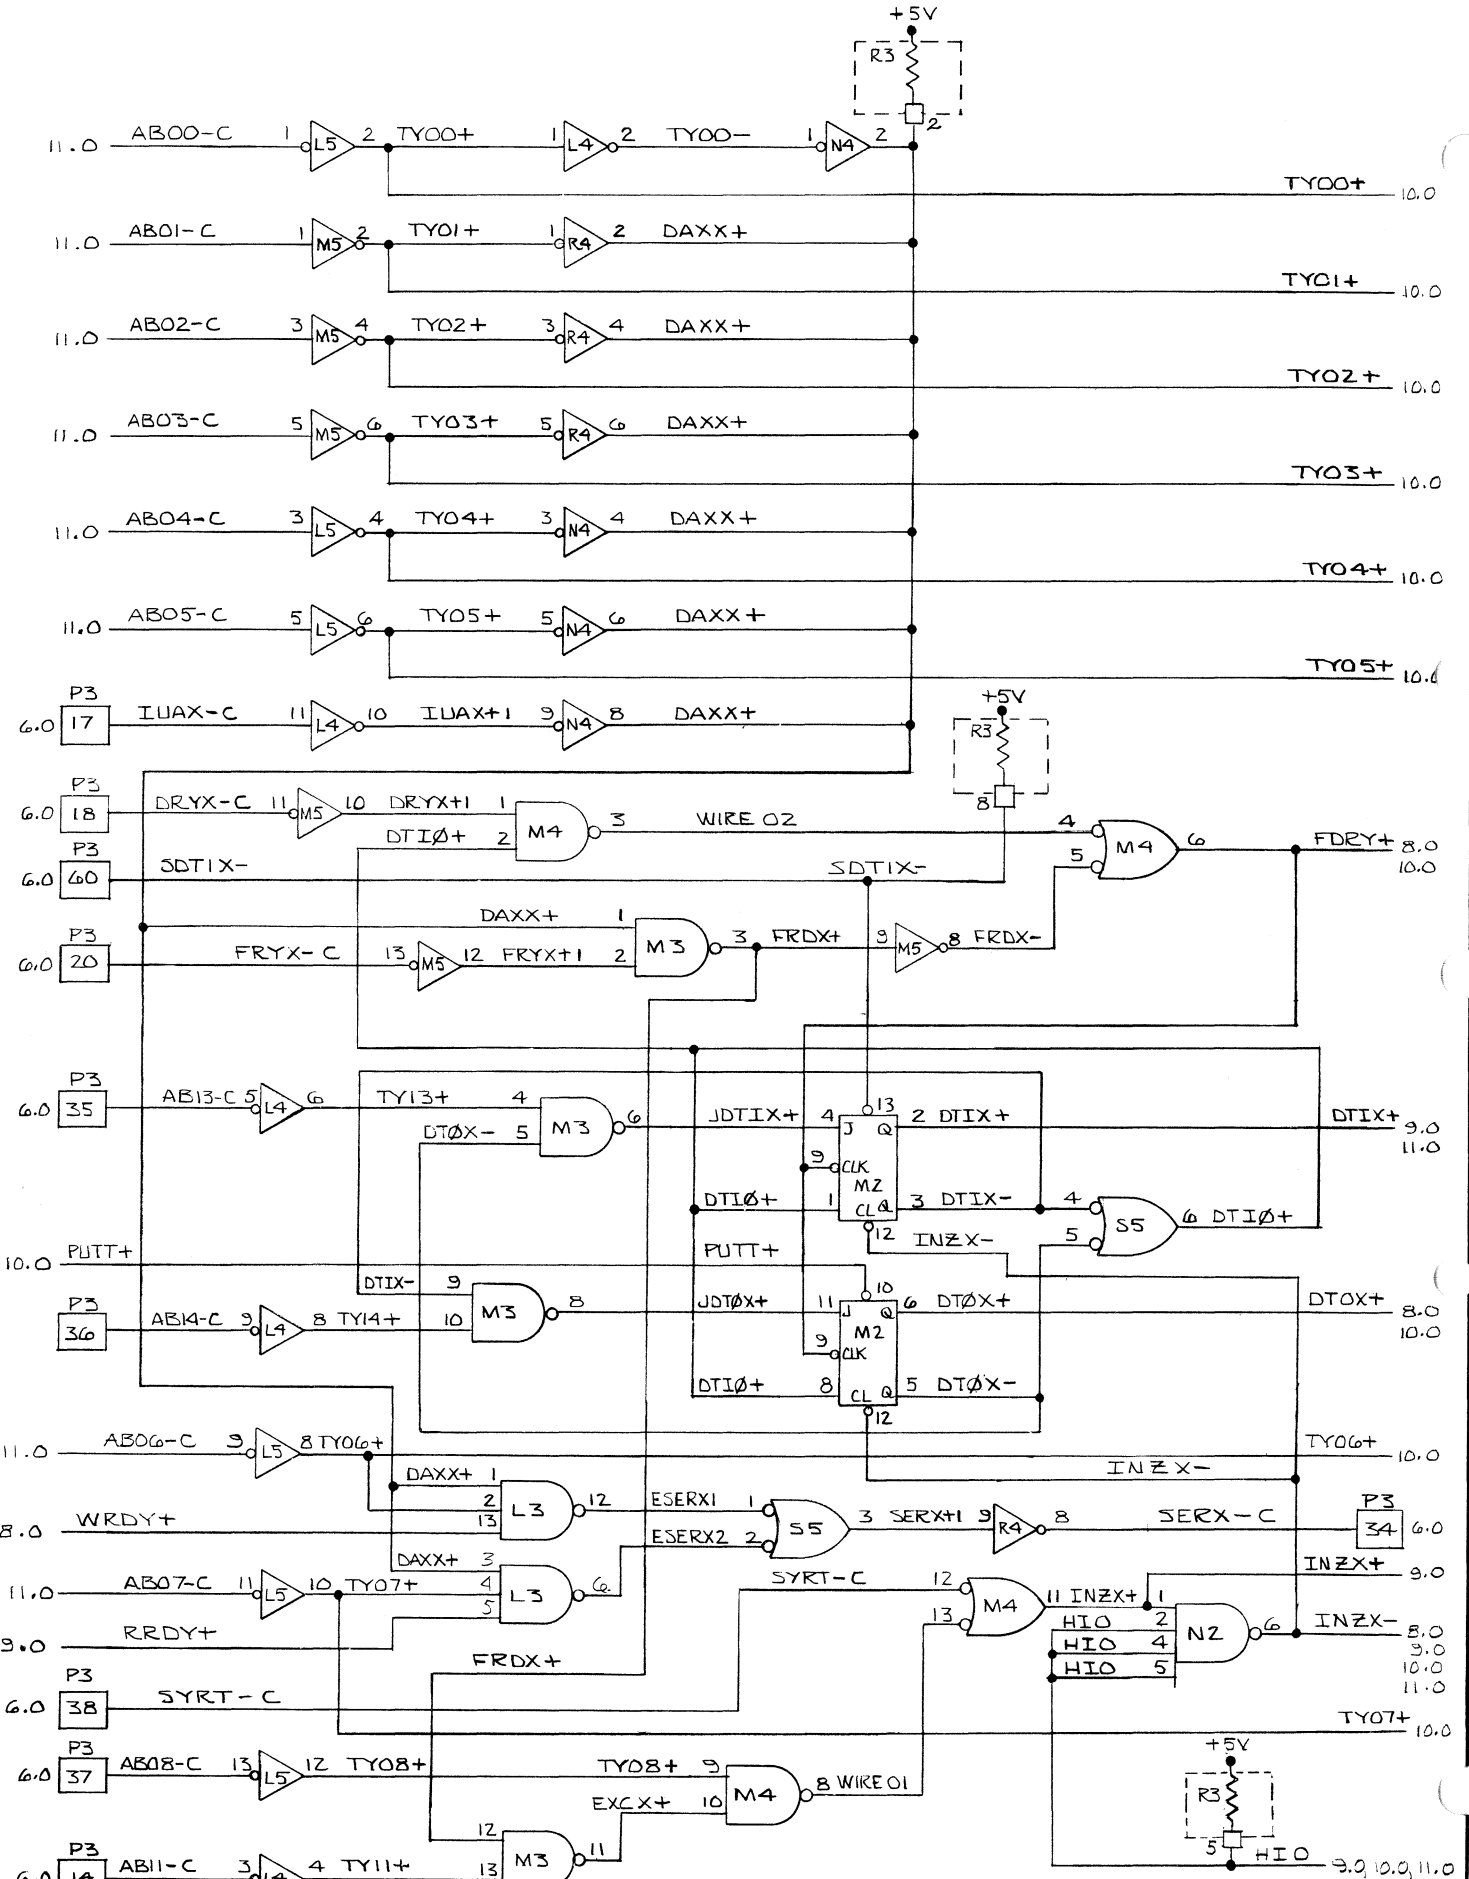 +5V
R3
2
11.0 AB00-C 1 L5 2 TY00+ 1 L4 2 TY00- 1 N4 2
TY00+ 10.0
11.0 AB01-C 1 M5 2 TY01+ 1 R4 2 DAXX+
TY01+ 10.0
11.0 AB02-C 3 M5 4 TY02+ 3 R4 4 DAXX+
TY02+ 10.0
11.0 AB03-C 5 M5 6 TY03+ 5 R4 6 DAXX+
TY03+ 10.0
11.0 AB04-C 3 L5 4 TY04+ 3 N4 4 DAXX+
TY04+ 10.0
11.0 AB05-C 5 L5 6 TY05+ 5 N4 6 DAXX+
TY05+ 10.0
P3
6.0 17 IUAX-C 11 L4 10 IUAX+1 9 N4 8 DAXX+
+5V
R3
8
P3
6.0 18 DRYX-C 11 M5 10 DRYX+1 1 M4 3 WIRE 02 4 M4 6 FDRY+ 8.0
DTIØ+ 2 5 10.0
P3
6.0 60 SDTIX- SDTIX-
DAXX+ 1 M3 3 FRDX+ 9 M5 8 FRDX-
P3
6.0 20 FRYX-C 13 M5 12 FRYX+1 2
P3
6.0 35 AB13-C 5 L4 6 TY13+ 4 M3 6 JDTIX+ 4 J Q 2 DTIX+ DTIX+ 9.0
13
DTØX- 5 11.0
9 CLK
M2
DTIØ+ 1 CL Q 3 DTIX- 4 S5 6 DTIØ+
12 INZX- 5
10.0 PUTT+ PUTT+
10
DTIX- 9 M3 8 JDTØX+ 11 J Q 6 DTØX+ DTOX+ 8.0
P3
6.0 36 AB14-C 9 L4 8 TY14+ 10 10.0
M2
9 CLK
DTIØ+ 8 CL Q 5 DTØX-
12
11.0 AB06-C 9 L5 8 TY06+ TY06+ 10.0
INZX-
DAXX+ 1
2 L3 12 ESERX1 1 S5 3 SERX+1 9 R4 8 SERX-C P3 34 6.0
8.0 WRDY+ 13
ESERX2 2
DAXX+ 3
11.0 AB07-C 11 L5 10 TY07+ 4 L3 6
5
9.0 RRDY+
SYRT-C 12 M4 11 INZX+ 1 INZX+ 9.0
13 HIO 2 N2 6 INZX- 8.0
HIO 4 9.0
HIO 5 10.0
11.0
FRDX+
P3
6.0 38 SYRT-C
TY07+ 10.0
P3
6.0 37 AB08-C 13 L5 12 TY08+ TY08+ 9 M4 8 WIRE 01
EXCX+ 10
+5V
R3
5 HIO 9.0, 10.0, 11.0
12 M3 11
P3
AB11-C 3 4 TY11+ 13